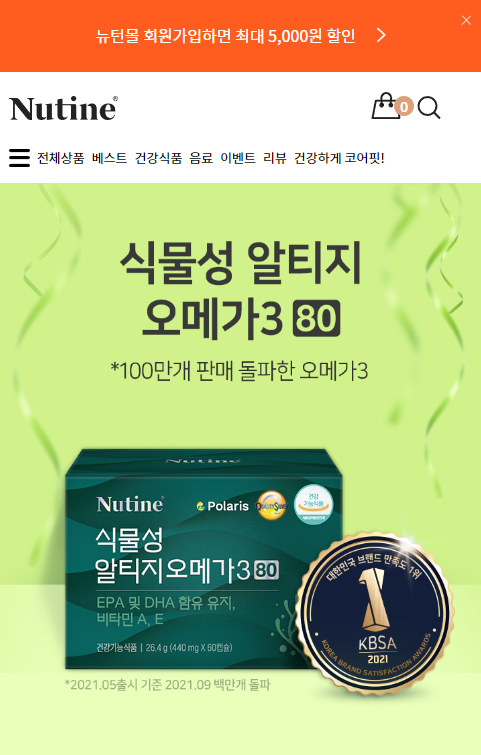 뉴턴몰 회원가입하면 최대 5,000원 할인
Nutine®
0
전체상품 베스트 건강식품 음료 이벤트 리뷰 건강하게 코어핏!
식물성 알티지
오메가3 80
*100만개 판매 돌파한 오메가3
Nutine
Nutine
Polaris
건강
기능식품
식물성
알티지오메가3 80
EPA 및 DHA 함유 유지,
비타민 A, E
건강기능식품 | 26.4 g (440 mg X 60캡슐)
대한민국 브랜드 만족도 1위
1
KBSA
2021
KOREA BRAND SATISFACTION AWARDS
*2021.05출시 기준 2021.09 백만개 돌파